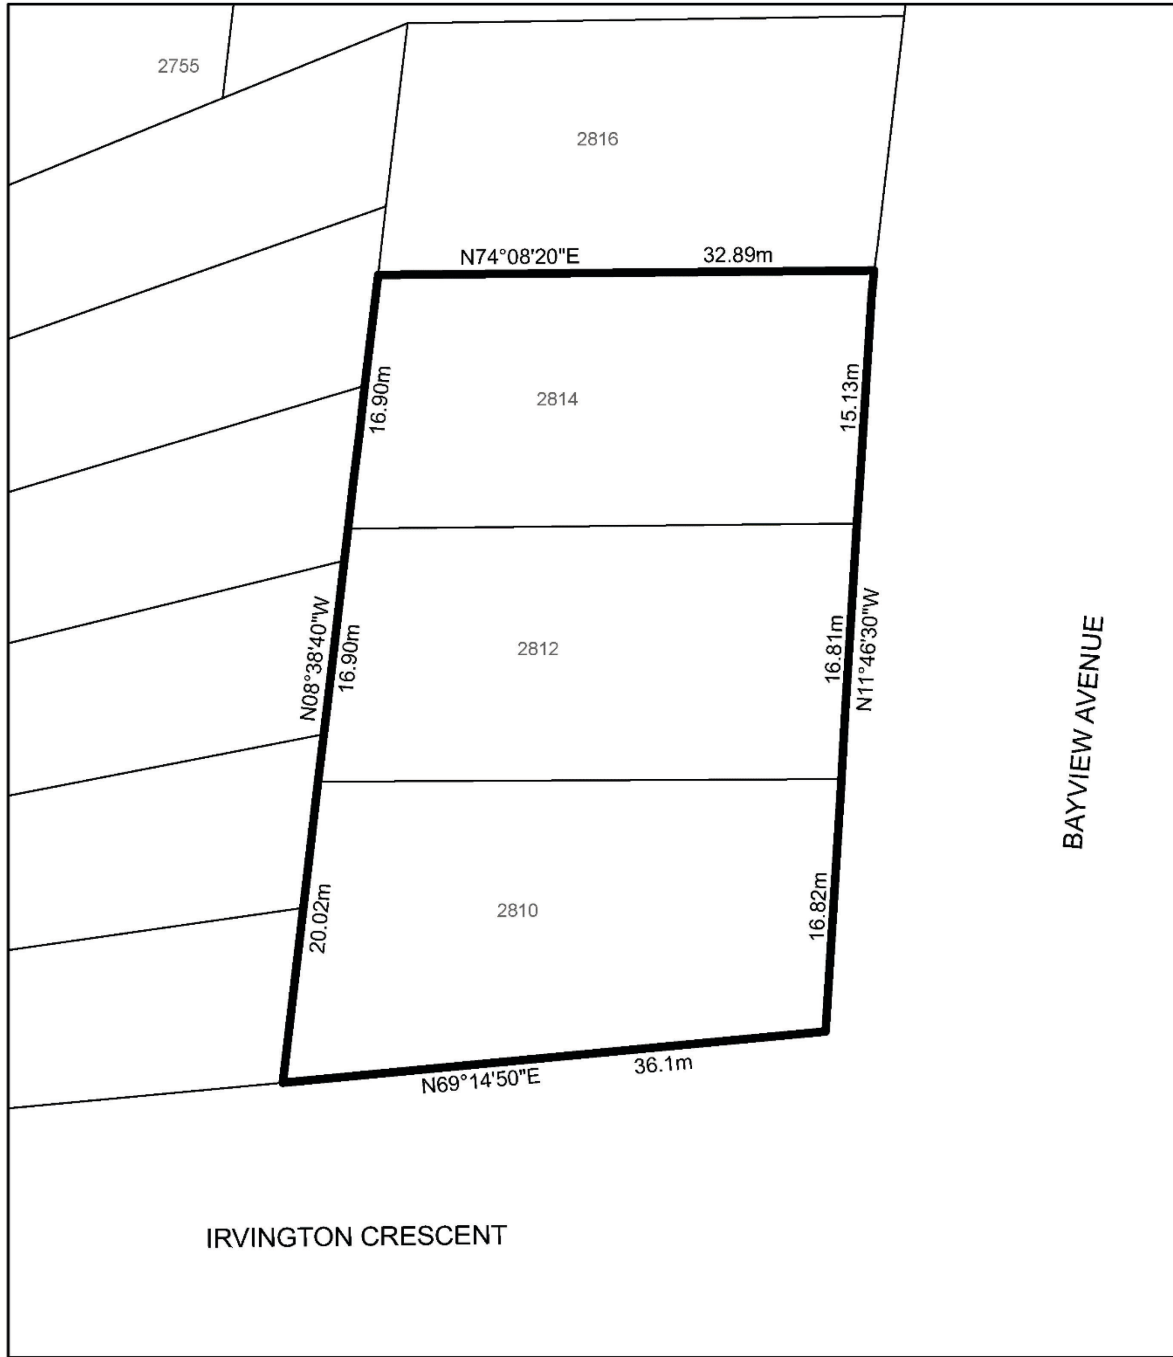 2755
2816
N74°08'20"E
32.89m
16.90m
2814
15.13m
N08°38'40"W
16.90m
2812
16.81m
N11°46'30"W
BAYVIEW AVENUE
20.02m
2810
16.82m
N69°14'50"E
36.1m
IRVINGTON CRESCENT